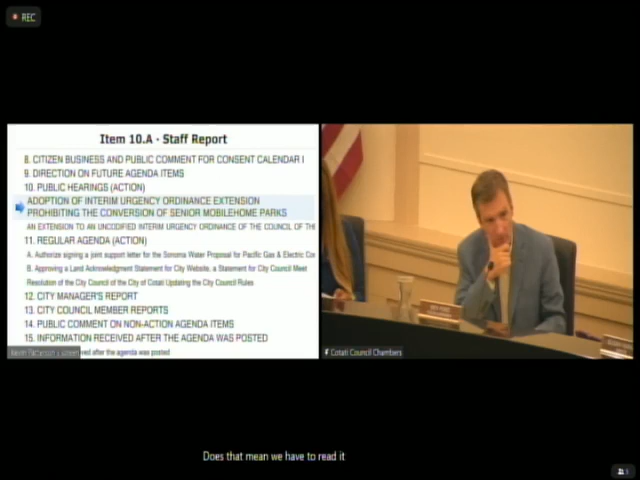 REC
Item 10.A - Staff Report
8. CITIZEN BUSINESS AND PUBLIC COMMENT FOR CONSENT CALENDAR I
9. DIRECTION ON FUTURE AGENDA ITEMS
10. PUBLIC HEARINGS (ACTION)
ADOPTION OF INTERIM URGENCY ORDINANCE EXTENSION
PROHIBITING THE CONVERSION OF SENIOR MOBILEHOME PARKS
AN EXTENSION TO AN UNCODIFIED INTERIM URGENCY ORDINANCE OF THE COUNCIL OF TH
11. REGULAR AGENDA (ACTION)
A. Authorize signing a joint support letter for the Sonoma Water Proposal for Pacific Gas & Electric Co
B. Approving a Land Acknowledgment Statement for City Website, a Statement for City Council Meet
Resolution of the City Council of the City of Cotati Updating the City Council Rules
12. CITY MANAGER'S REPORT
13. CITY COUNCIL MEMBER REPORTS
14. PUBLIC COMMENT ON NON-ACTION AGENDA ITEMS
15. INFORMATION RECEIVED AFTER THE AGENDA WAS POSTED
ved after the agenda was posted
Cotati Council Chambers
Does that mean we have to read it